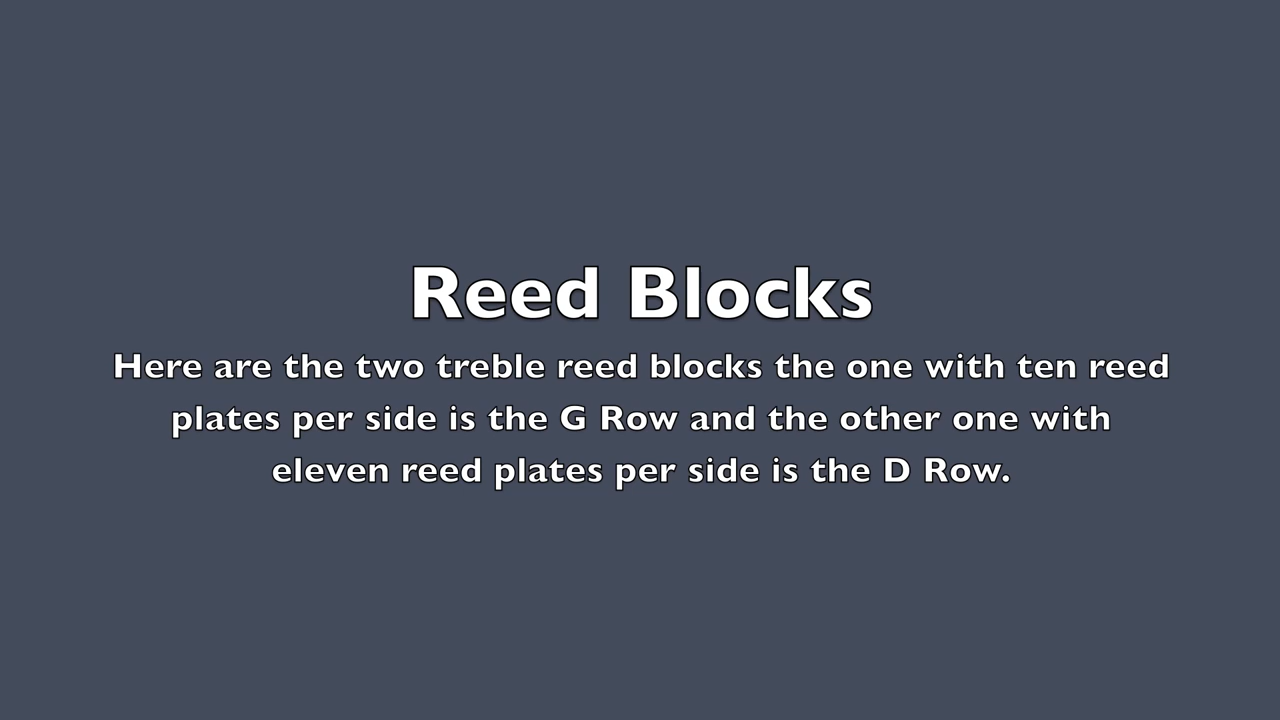 Reed Blocks
Here are the two treble reed blocks the one with ten reed
plates per side is the G Row and the other one with
eleven reed plates per side is the D Row.